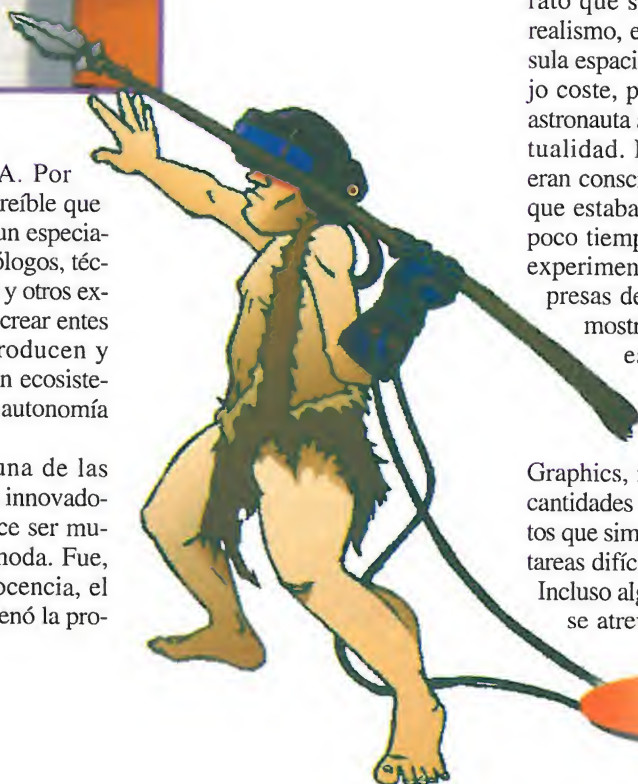 A. Por
reíble que
un especia-
ólogos, téc-
y otros ex-
crear entes
roducen y
n ecosiste-
autonomía
una de las
innovado-
ce ser mu-
noda. Fue,
ocencia, el
enó la pro-
rato que s
realismo, e
sula espaci
jo coste, p
astronauta
tualidad.
eran consc
que estaba
poco tiemp
experimen
presas de
mostr
Graphics,
cantidades
tos que sim
tareas difíc
Incluso alg
se atrev